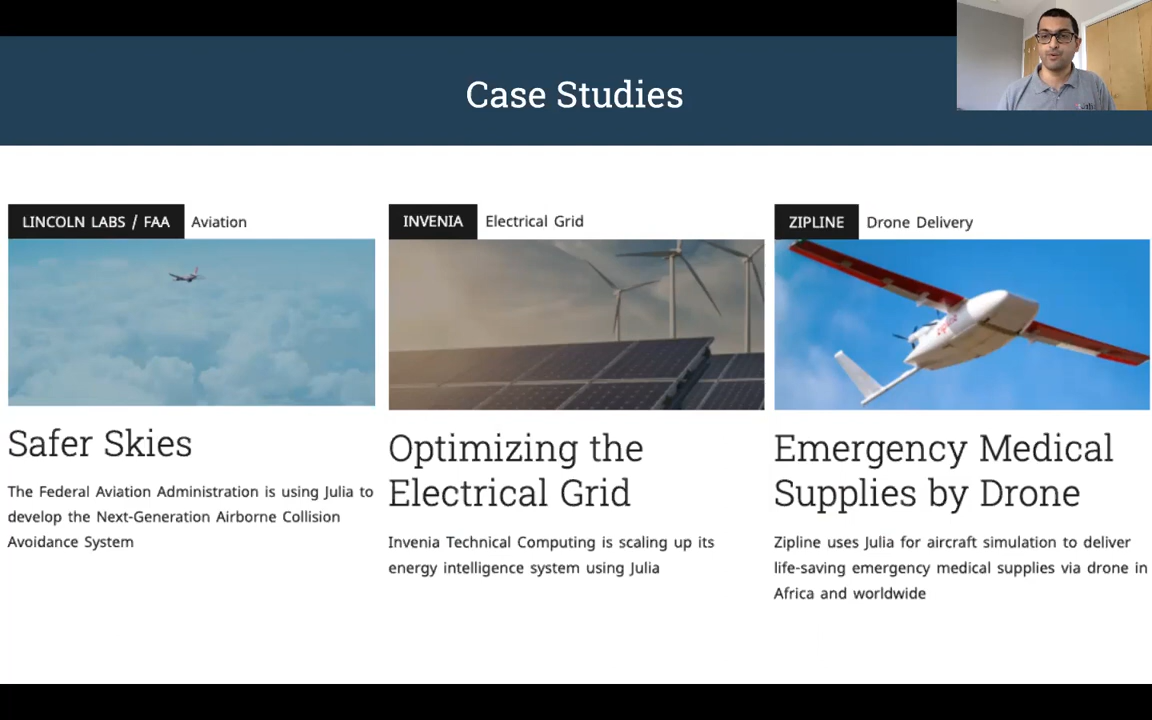 Case Studies
LINCOLN LABS / FAA Aviation
Safer Skies
The Federal Aviation Administration is using Julia to
develop the Next-Generation Airborne Collision
Avoidance System
INVENIA Electrical Grid
Optimizing the
Electrical Grid
Invenia Technical Computing is scaling up its
energy intelligence system using Julia
ZIPLINE Drone Delivery
Emergency Medical
Supplies by Drone
Zipline uses Julia for aircraft simulation to deliver
life-saving emergency medical supplies via drone in
Africa and worldwide